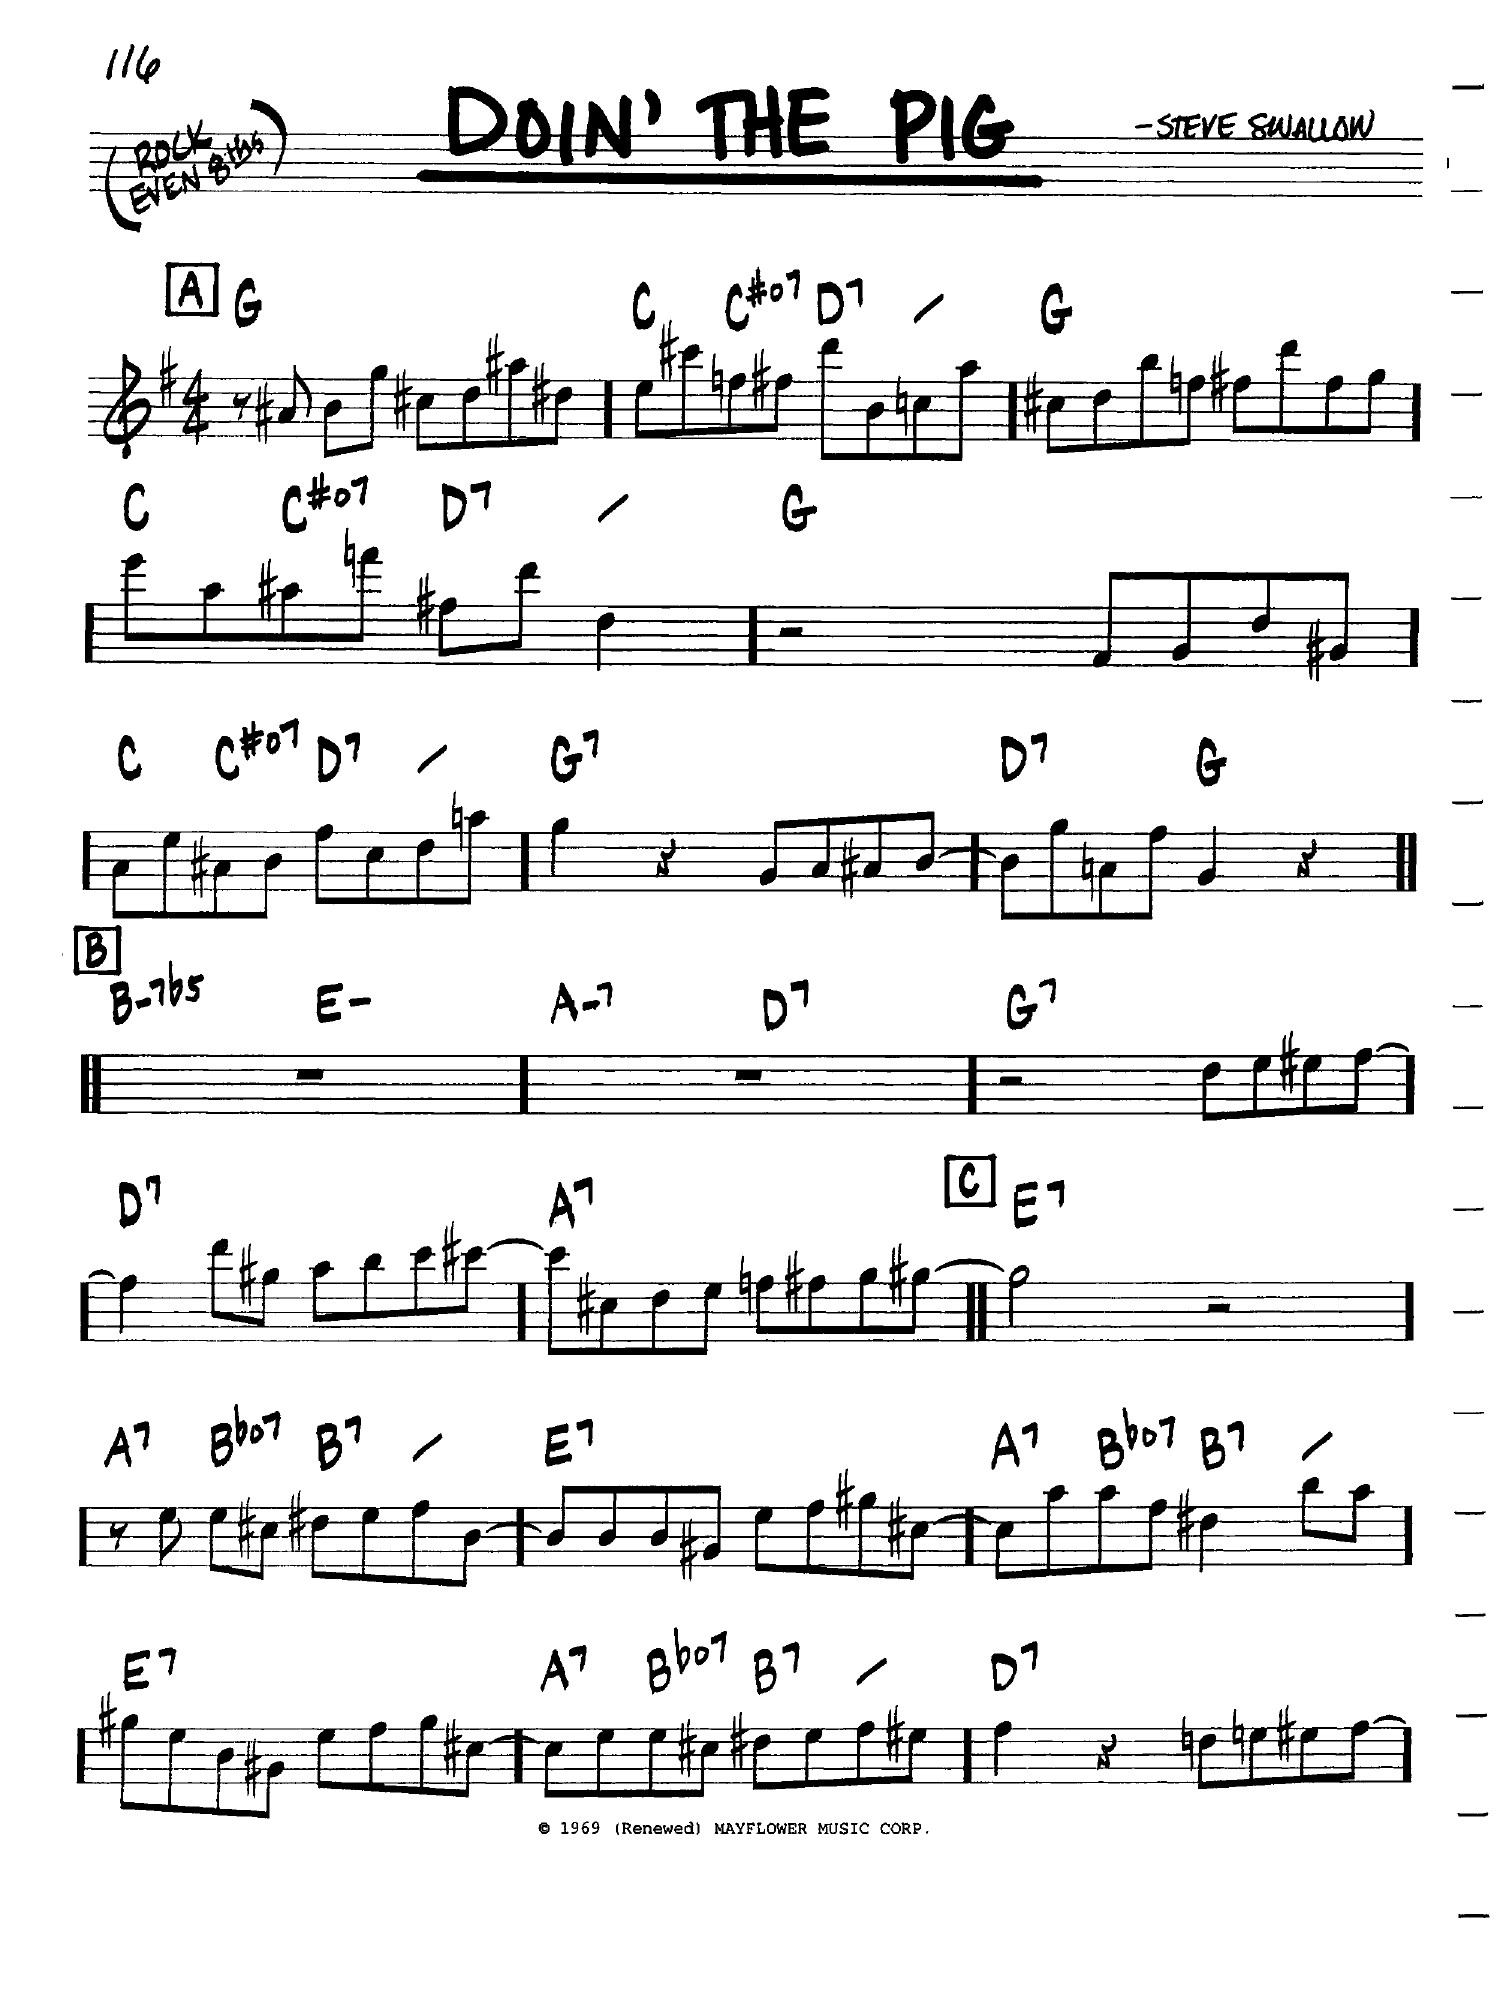 116
DOIN' THE PIG
(ROCK EVEN 8ths)
-STEVE SWALLOW
A G C C#o7 D7 / G
4/4
C C#o7 D7 / G
C C#o7 D7 / G7 D7 G
B
B-7b5 E- A-7 D7 G7
D7 A7 C E7
A7 Bbo7 B7 / E7 A7 Bbo7 B7 /
E7 A7 Bbo7 B7 / D7
© 1969 (Renewed) MAYFLOWER MUSIC CORP.